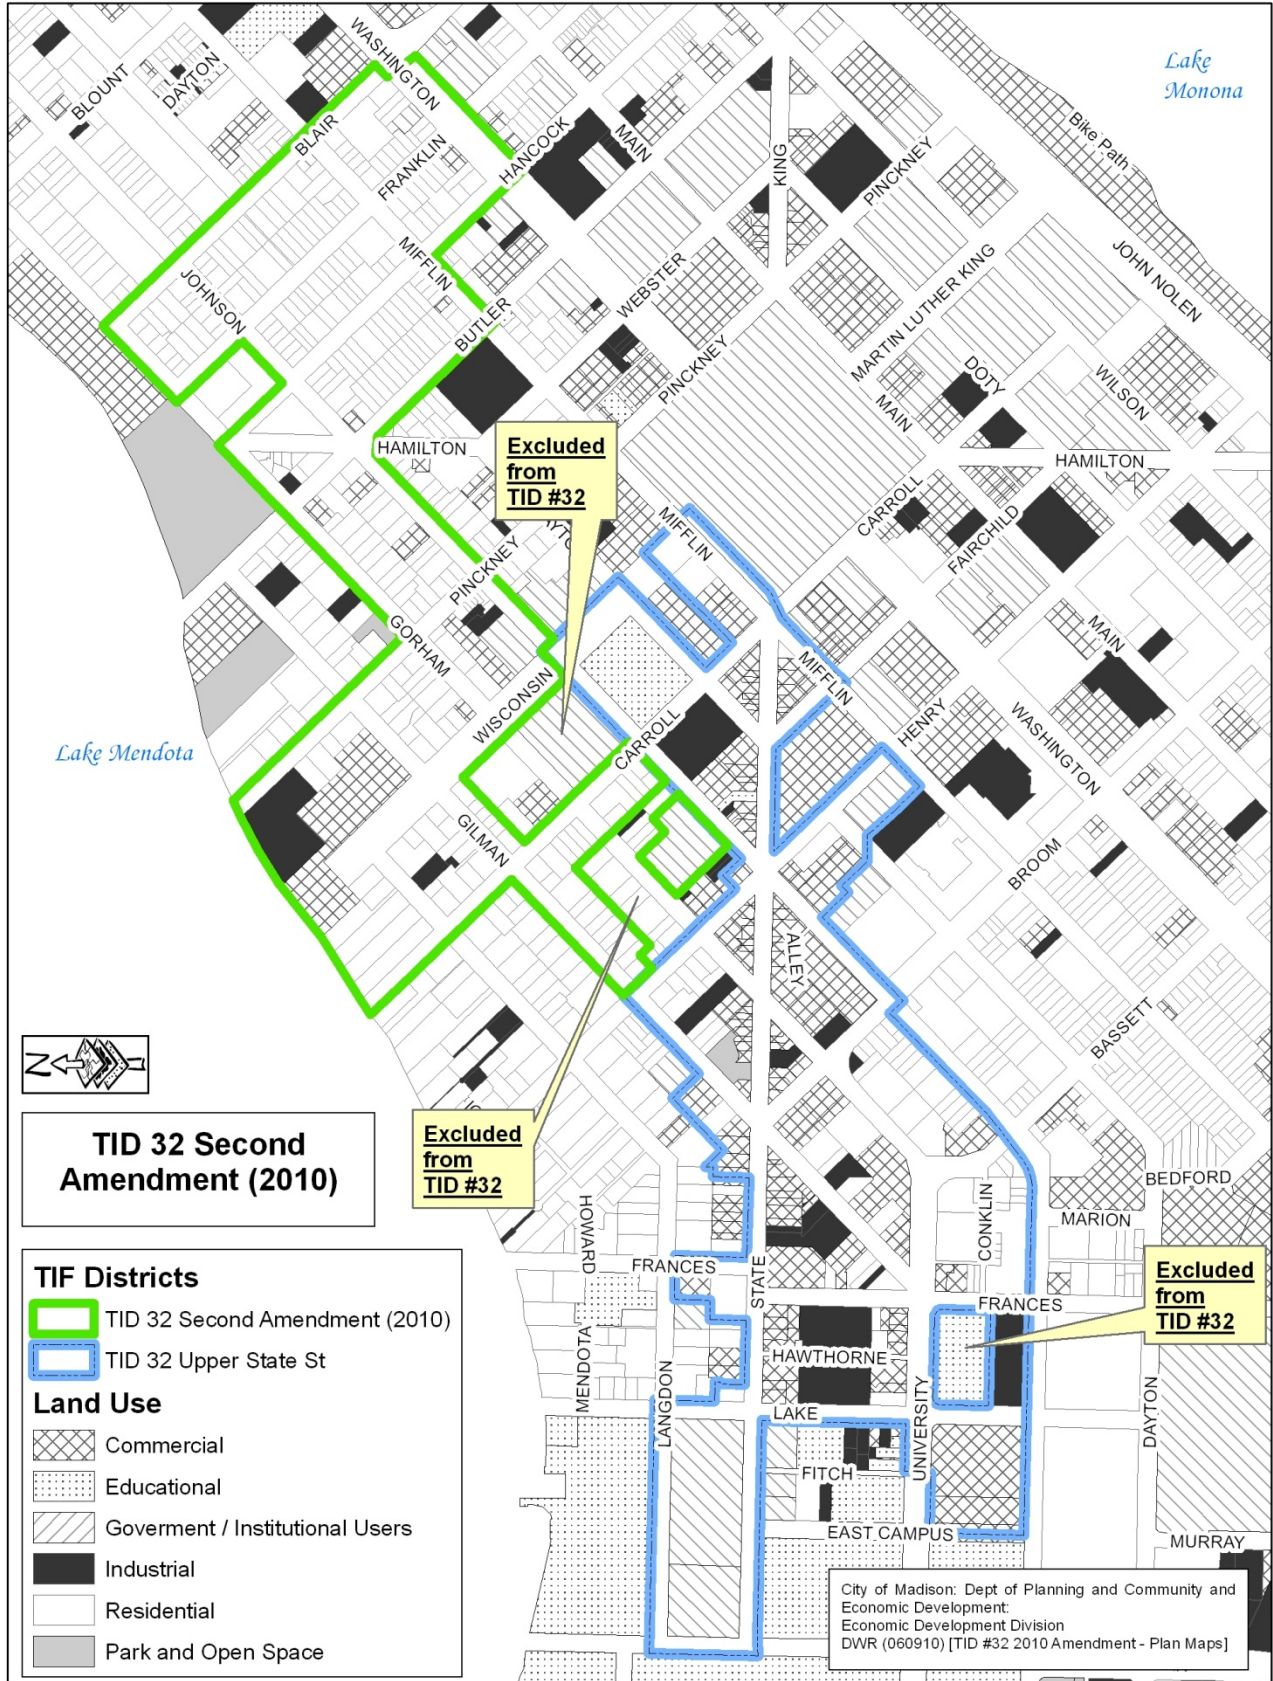 Lake
Monona
WASHINGTON
BLOUNT
DAYTON
BLAIR
FRANKLIN
HANCOCK
MAIN
KING
PINCKNEY
Bike Path
JOHN NOLEN
JOHNSON
MIFFLIN
BUTLER
WEBSTER
PINCKNEY
MARTIN LUTHER KING
MAIN
DOTY
WILSON
HAMILTON
Excluded
from
TID #32
HAMILTON
MIFFLIN
CARROLL
FAIRCHILD
PINCKNEY
GORHAM
WISCONSIN
CARROLL
MIFFLIN
HENRY
MAIN
WASHINGTON
Lake Mendota
GILMAN
BROOM
ALLEY
BASSETT
N
TID 32 Second
Amendment (2010)
Excluded
from
TID #32
BEDFORD
MARION
CONKLIN
HOWARD
FRANCES
STATE
FRANCES
Excluded
from
TID #32
MENDOTA
LANGDON
HAWTHORNE
LAKE
UNIVERSITY
DAYTON
FITCH
EAST CAMPUS
MURRAY
TIF Districts
TID 32 Second Amendment (2010)
TID 32 Upper State St
Land Use
Commercial
Educational
Goverment / Institutional Users
Industrial
Residential
Park and Open Space
City of Madison: Dept of Planning and Community and
Economic Development:
Economic Development Division
DWR (060910) [TID #32 2010 Amendment - Plan Maps]